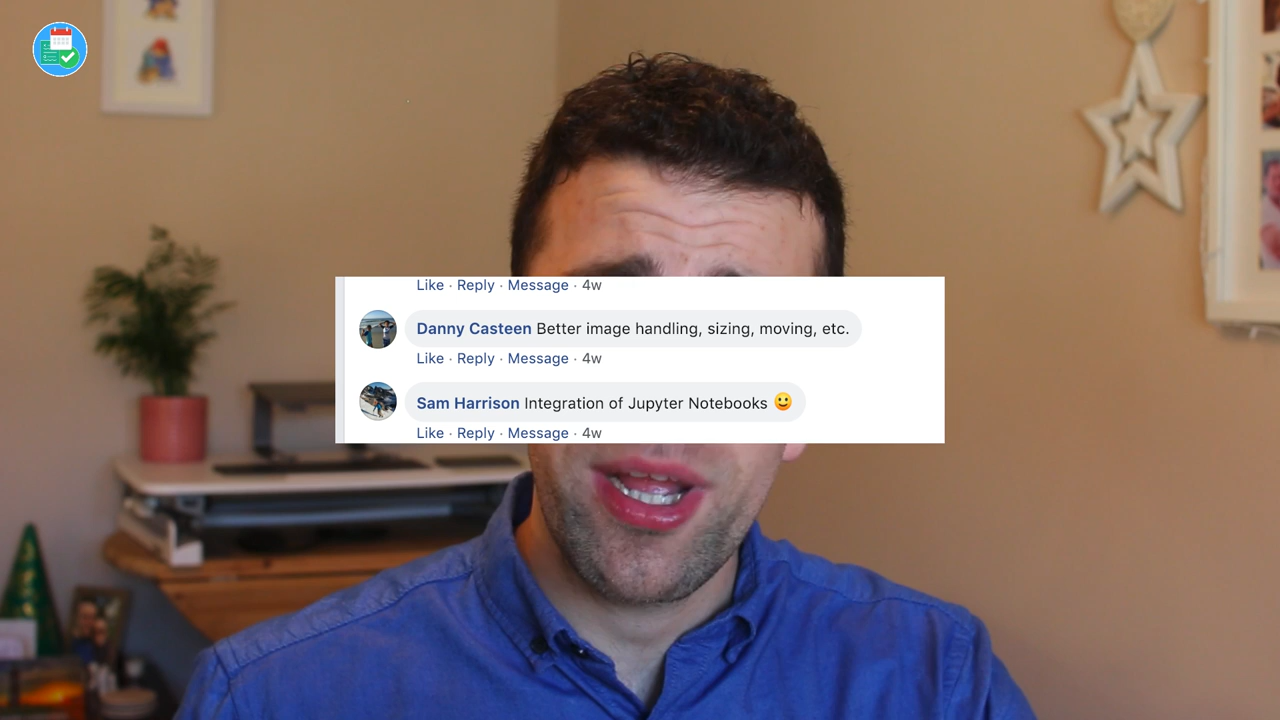 Like · Reply · Message · 4w
Danny Casteen Better image handling, sizing, moving, etc.
Like · Reply · Message · 4w
Sam Harrison Integration of Jupyter Notebooks 🙂
Like · Reply · Message · 4w